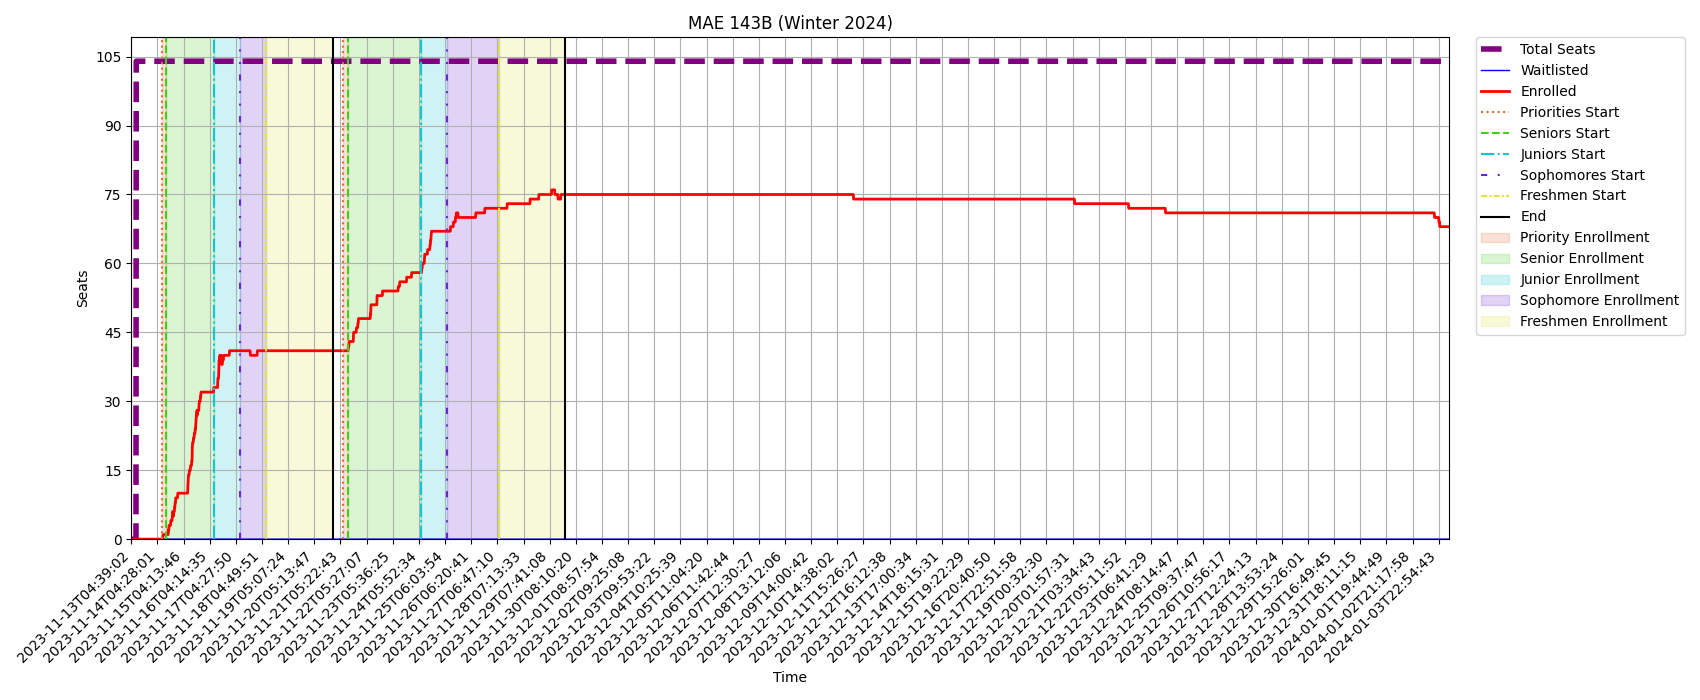 MAE 143B (Winter 2024)
Seats
105
90
75
60
45
30
15
0
2023-11-13T04:39:02
2023-11-14T04:28:01
2023-11-15T04:13:46
2023-11-16T04:14:35
2023-11-17T04:27:50
2023-11-18T04:49:51
2023-11-19T05:07:24
2023-11-20T05:13:47
2023-11-21T05:22:43
2023-11-22T05:27:07
2023-11-23T05:36:25
2023-11-24T05:52:34
2023-11-26T06:03:54
2023-11-26T06:20:41
2023-11-27T06:47:10
2023-11-28T07:13:33
2023-11-29T07:41:08
2023-11-30T08:10:20
2023-12-01T08:57:54
2023-12-02T09:25:08
2023-12-03T09:53:22
2023-12-04T10:25:39
2023-12-05T11:04:20
2023-12-06T11:42:44
2023-12-07T12:30:27
2023-12-08T13:12:06
2023-12-09T14:00:42
2023-12-10T14:38:02
2023-12-11T15:26:27
2023-12-12T16:12:38
2023-12-13T17:00:34
2023-12-14T18:15:31
2023-12-15T19:22:29
2023-12-16T20:40:50
2023-12-17T22:51:58
2023-12-19T00:32:30
2023-12-20T01:57:31
2023-12-21T03:34:43
2023-12-22T05:11:52
2023-12-23T06:41:29
2023-12-24T08:14:47
2023-12-25T09:37:47
2023-12-26T10:56:17
2023-12-27T12:24:13
2023-12-28T13:53:24
2023-12-29T15:26:01
2023-12-30T16:49:45
2023-12-31T18:11:15
2024-01-01T19:44:49
2024-01-02T21:17:58
2024-01-03T22:54:43
Time
Total Seats
Waitlisted
Enrolled
Priorities Start
Seniors Start
Juniors Start
Sophomores Start
Freshmen Start
End
Priority Enrollment
Senior Enrollment
Junior Enrollment
Sophomore Enrollment
Freshmen Enrollment